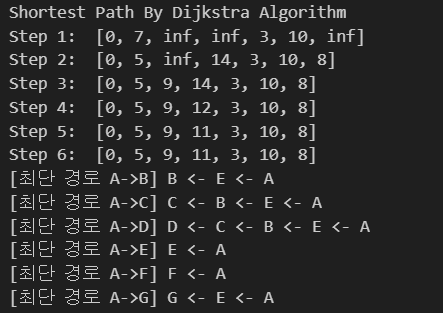 Shortest Path By Dijkstra Algorithm
Step 1:  [0, 7, inf, inf, 3, 10, inf]
Step 2:  [0, 5, inf, 14, 3, 10, 8]
Step 3:  [0, 5, 9, 14, 3, 10, 8]
Step 4:  [0, 5, 9, 12, 3, 10, 8]
Step 5:  [0, 5, 9, 11, 3, 10, 8]
Step 6:  [0, 5, 9, 11, 3, 10, 8]
[최단 경로 A->B] B <- E <- A
[최단 경로 A->C] C <- B <- E <- A
[최단 경로 A->D] D <- C <- B <- E <- A
[최단 경로 A->E] E <- A
[최단 경로 A->F] F <- A
[최단 경로 A->G] G <- E <- A